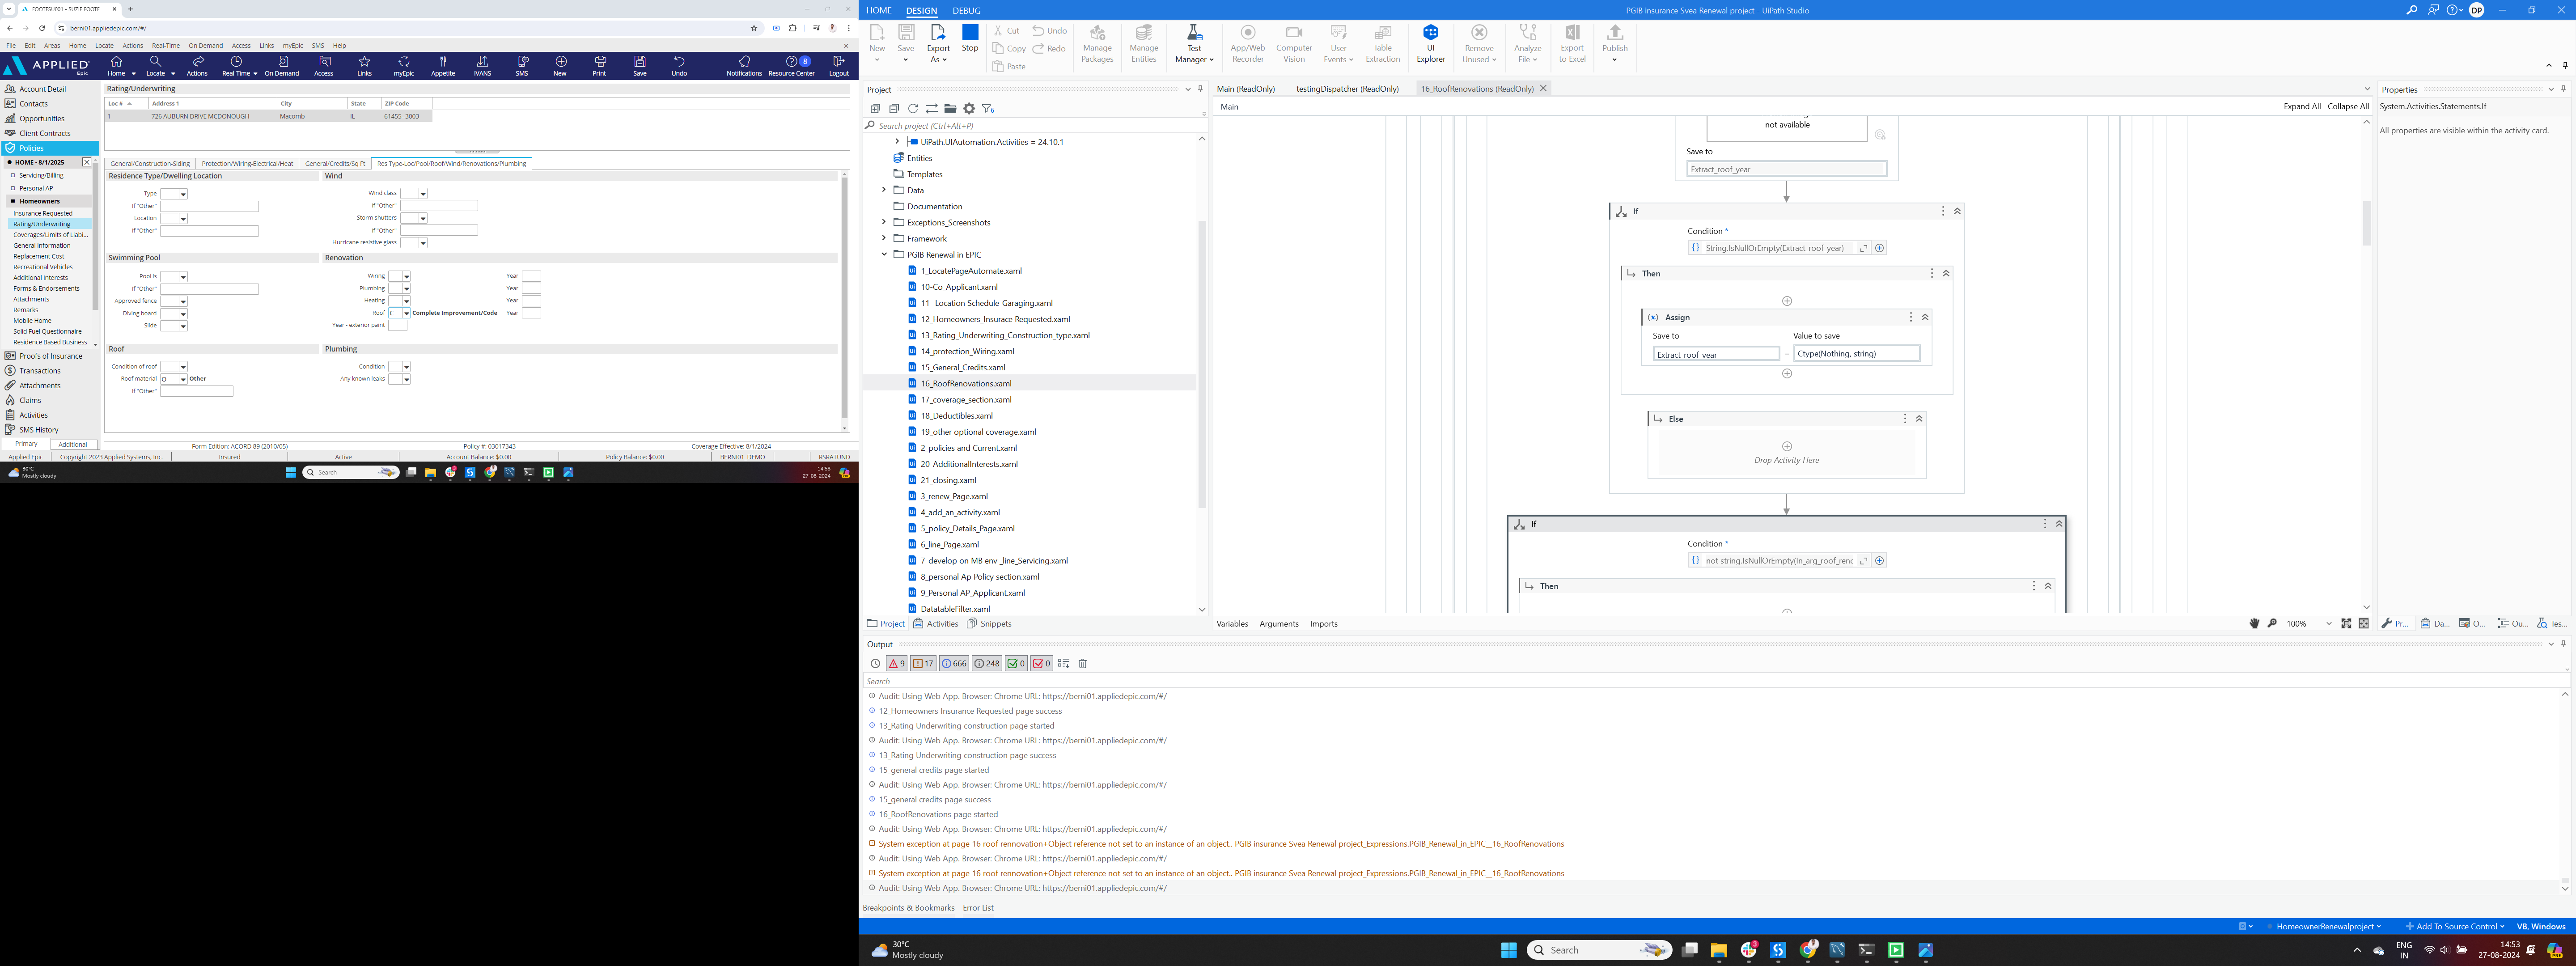 FOOTESU001 - SUZIE FOOTE
berni01.appliedepic.com/#/
File Edit Areas Home Locate Actions Real-Time On Demand Access Links myEpic SMS Help
APPLIED Epic
Home Locate Actions Real-Time On Demand Access Links myEpic Appetite IVANS SMS New Print Save Undo Notifications Resource Center 8 Logout
Account Detail
Contacts
Opportunities
Client Contracts
Policies
HOME - 8/1/2025
Servicing/Billing
Personal AP
Homeowners
Insurance Requested
Rating/Underwriting
Coverages/Limits of Liabi...
General Information
Replacement Cost
Recreational Vehicles
Additional Interests
Forms & Endorsements
Attachments
Remarks
Mobile Home
Solid Fuel Questionnaire
Residence Based Business
Proofs of Insurance
Transactions
Attachments
Claims
Activities
SMS History
Primary Additional
Rating/Underwriting
Loc # Address 1 City State ZIP Code
1 726 AUBURN DRIVE MCDONOUGH Macomb IL 61455--3003
General/Construction-Siding Protection/Wiring-Electrical/Heat General/Credits/Sq Ft Res Type-Loc/Pool/Roof/Wind/Renovations/Plumbing
Residence Type/Dwelling Location
Type
If "Other"
Location
If "Other"
Wind
Wind class
If "Other"
Storm shutters
If "Other"
Hurricane resistive glass
Swimming Pool
Pool is
If "Other"
Approved fence
Diving board
Slide
Renovation
Wiring Year
Plumbing Year
Heating Year
Roof C Complete Improvement/Code Year
Year - exterior paint
Roof
Condition of roof
Roof material O Other
If "Other"
Plumbing
Condition
Any known leaks
Form Edition: ACORD 89 (2010/05) Policy #: 03017343 Coverage Effective: 8/1/2024
Applied Epic Copyright 2023 Applied Systems, Inc. Insured Active Account Balance: $0.00 Policy Balance: $0.00 BERNI01_DEMO RSRATUND
30°C
Mostly cloudy
Search
14:53
27-08-2024
HOME DESIGN DEBUG
PGIB insurance Svea Renewal project - UiPath Studio
DP
New Save Export As Stop
Cut Copy Paste Undo Redo
Manage Packages
Manage Entities
Test Manager
App/Web Recorder
Computer Vision
User Events
Table Extraction
UI Explorer
Remove Unused
Analyze File
Export to Excel
Publish
Project
6
Search project (Ctrl+Alt+P)
UiPath.UIAutomation.Activities = 24.10.1
Entities
Templates
Data
Documentation
Exceptions_Screenshots
Framework
PGIB Renewal in EPIC
1_LocatePageAutomate.xaml
10-Co_Applicant.xaml
11_ Location Schedule_Garaging.xaml
12_Homeowners_Insurace Requested.xaml
13_Rating_Underwriting_Construction_type.xaml
14_protection_Wiring.xaml
15_General_Credits.xaml
16_RoofRenovations.xaml
17_coverage_section.xaml
18_Deductibles.xaml
19_other optional coverage.xaml
2_policies and Current.xaml
20_AdditionalInterests.xaml
21_closing.xaml
3_renew_Page.xaml
4_add_an_activity.xaml
5_policy_Details_Page.xaml
6_line_Page.xaml
7-develop on MB env _line_Servicing.xaml
8_personal Ap Policy section.xaml
9_Personal AP_Applicant.xaml
DatatableFilter.xaml
Project Activities Snippets
Main (ReadOnly) testingDispatcher (ReadOnly) 16_RoofRenovations (ReadOnly)
Main Expand All Collapse All
not available
Save to
Extract_roof_year
If
Condition *
String.IsNullOrEmpty(Extract_roof_year)
Then
Assign
Save to Value to save
Extract_roof_year = Ctype(Nothing, string)
Else
Drop Activity Here
If
Condition *
not string.IsNullOrEmpty(In_arg_roof_renc
Then
Variables Arguments Imports
100%
Properties
System.Activities.Statements.If
All properties are visible within the activity card.
Pr... Da... O... Ou... Tes...
Output
9 17 666 248 0 0
Search
Audit: Using Web App. Browser: Chrome URL: https://berni01.appliedepic.com/#/
12_Homeowners Insurance Requested page success
13_Rating Underwriting construction page started
Audit: Using Web App. Browser: Chrome URL: https://berni01.appliedepic.com/#/
13_Rating Underwriting construction page success
15_general credits page started
Audit: Using Web App. Browser: Chrome URL: https://berni01.appliedepic.com/#/
15_general credits page success
16_RoofRenovations page started
Audit: Using Web App. Browser: Chrome URL: https://berni01.appliedepic.com/#/
System exception at page 16 roof rennovation+Object reference not set to an instance of an object.. PGIB insurance Svea Renewal project_Expressions.PGIB_Renewal_in_EPIC__16_RoofRenovations
Audit: Using Web App. Browser: Chrome URL: https://berni01.appliedepic.com/#/
System exception at page 16 roof rennovation+Object reference not set to an instance of an object.. PGIB insurance Svea Renewal project_Expressions.PGIB_Renewal_in_EPIC__16_RoofRenovations
Audit: Using Web App. Browser: Chrome URL: https://berni01.appliedepic.com/#/
Breakpoints & Bookmarks Error List
HomeownerRenewalproject Add To Source Control VB, Windows
30°C
Mostly cloudy
Search
3
ENG
IN
14:53
27-08-2024